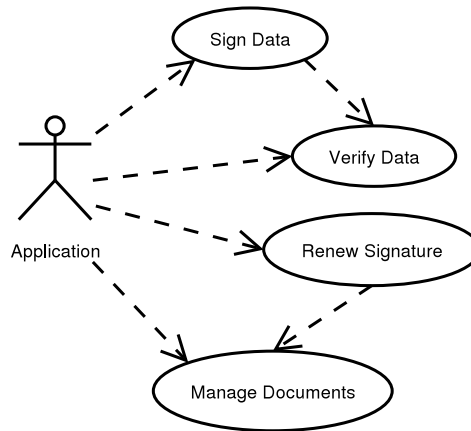 Sign Data
Verify Data
Application
Renew Signature
Manage Documents